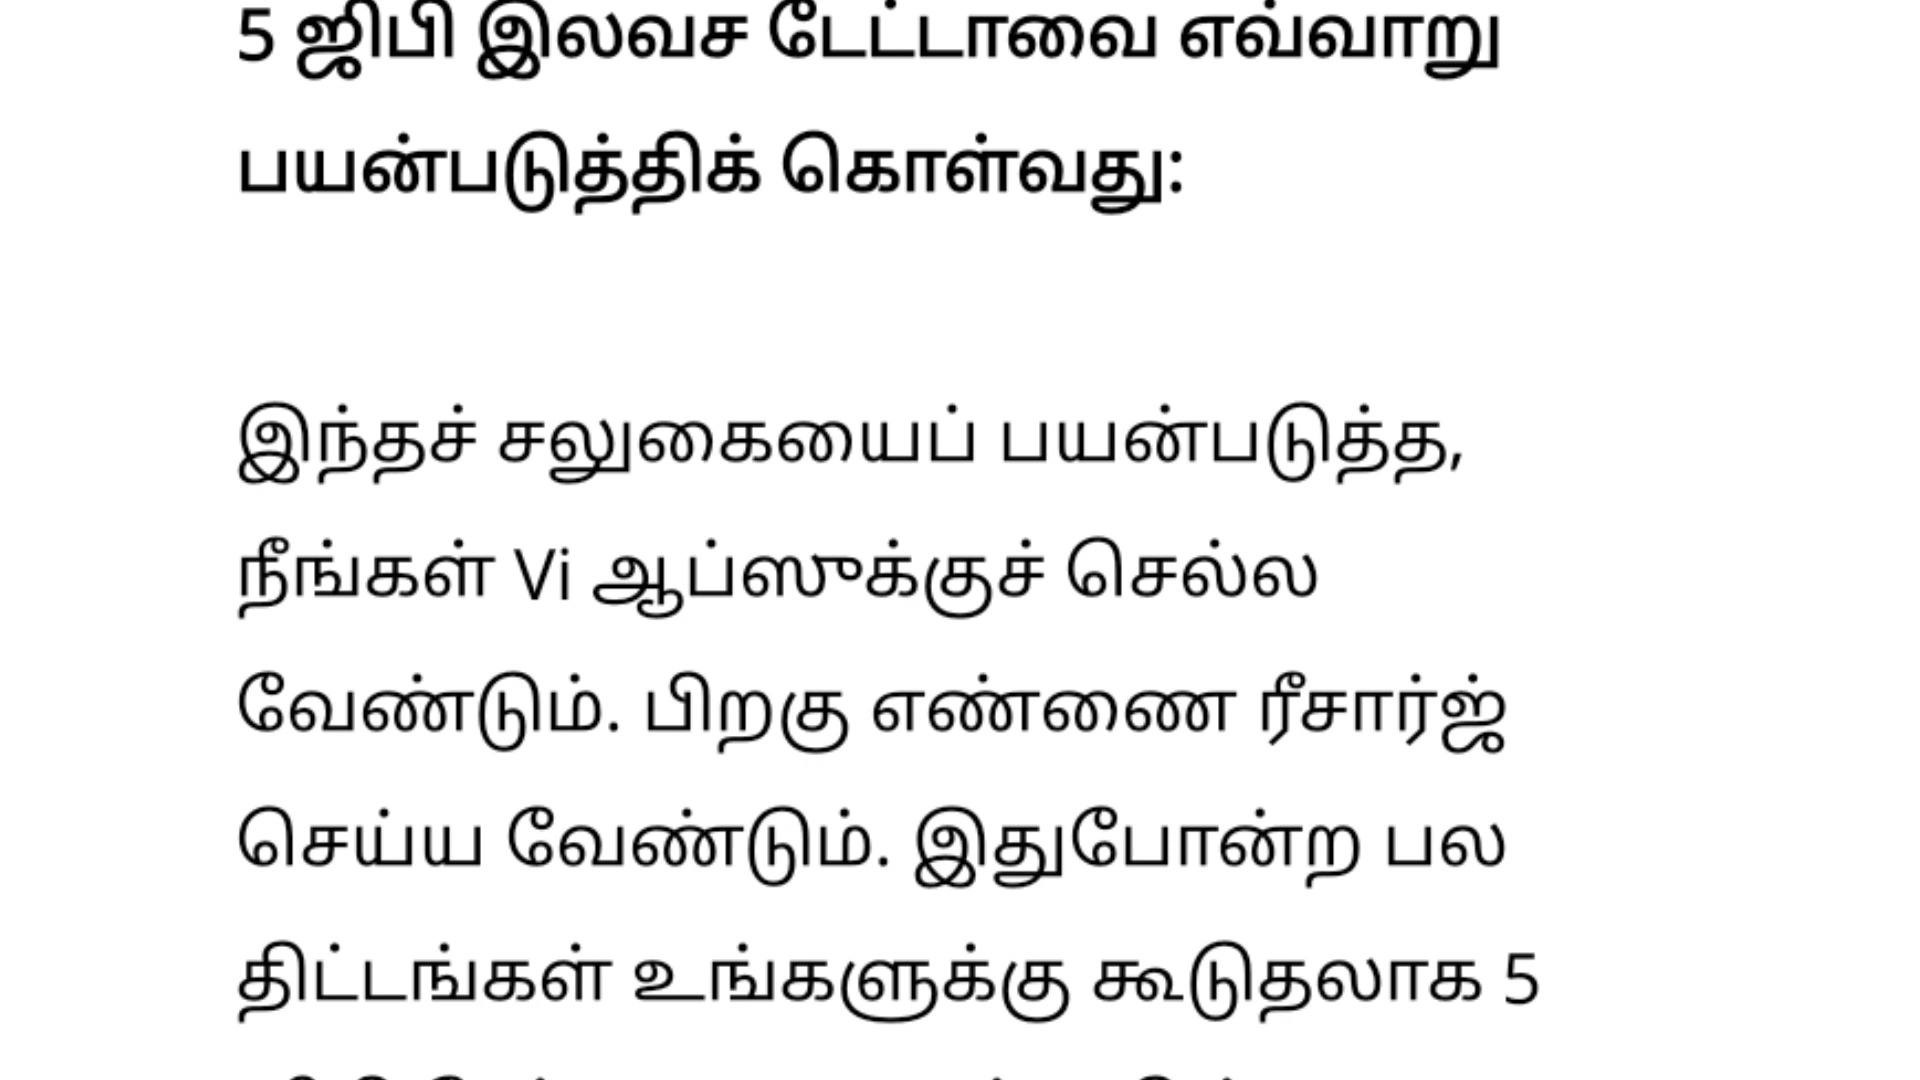 5 ஜிபி இலவச டேட்டாவை எவ்வாறு
பயன்படுத்திக் கொள்வது:
இந்தச் சலுகையைப் பயன்படுத்த,
நீங்கள் Vi ஆப்ஸுக்குச் செல்ல
வேண்டும். பிறகு எண்ணை ரீசார்ஜ்
செய்ய வேண்டும். இதுபோன்ற பல
திட்டங்கள் உங்களுக்கு கூடுதலாக 5